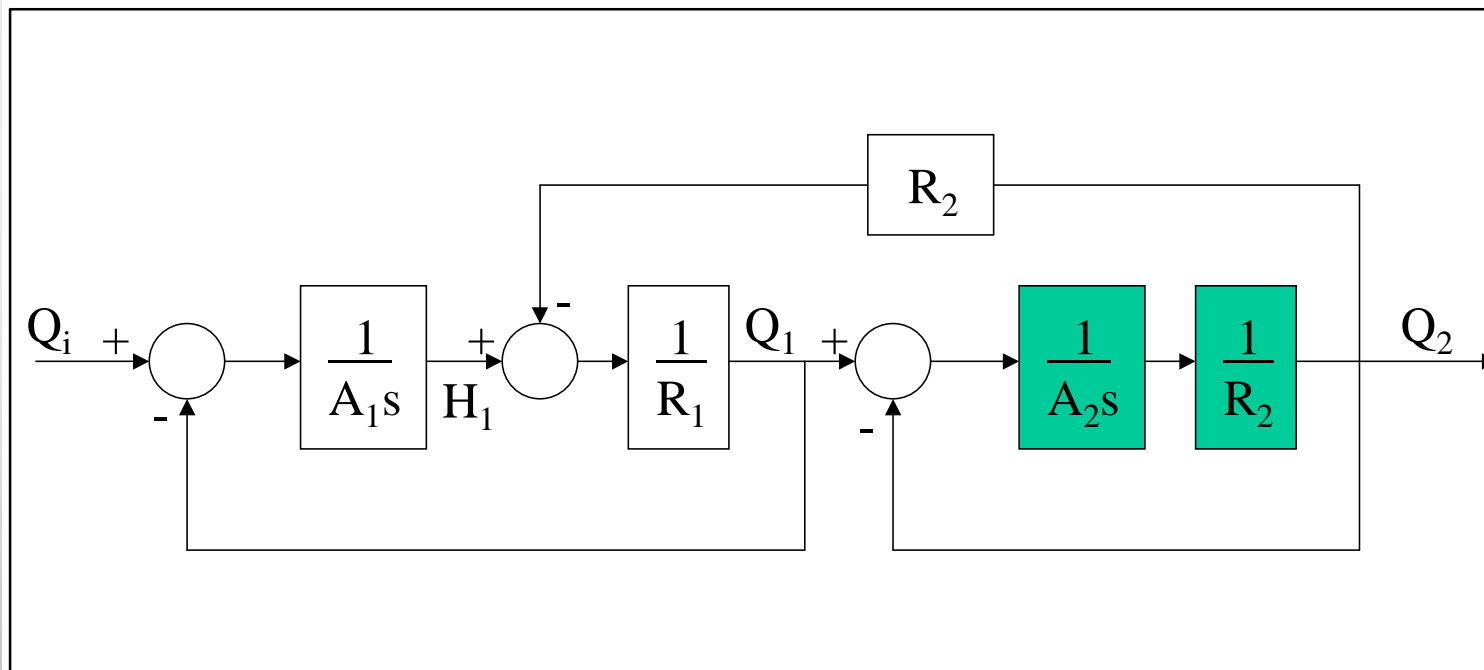 R₂
-
Qᵢ + - 1/A₁s + H₁ 1/R₁ Q₁ + - 1/A₂s 1/R₂ Q₂